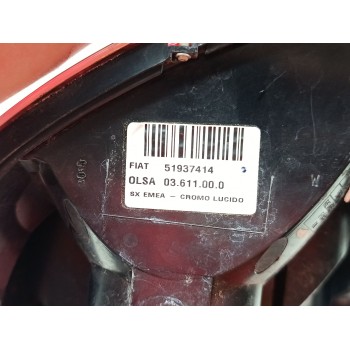 FIAT 51937414
OLSA 03.611.00.0
SX EMEA - CROMO LUCIDO